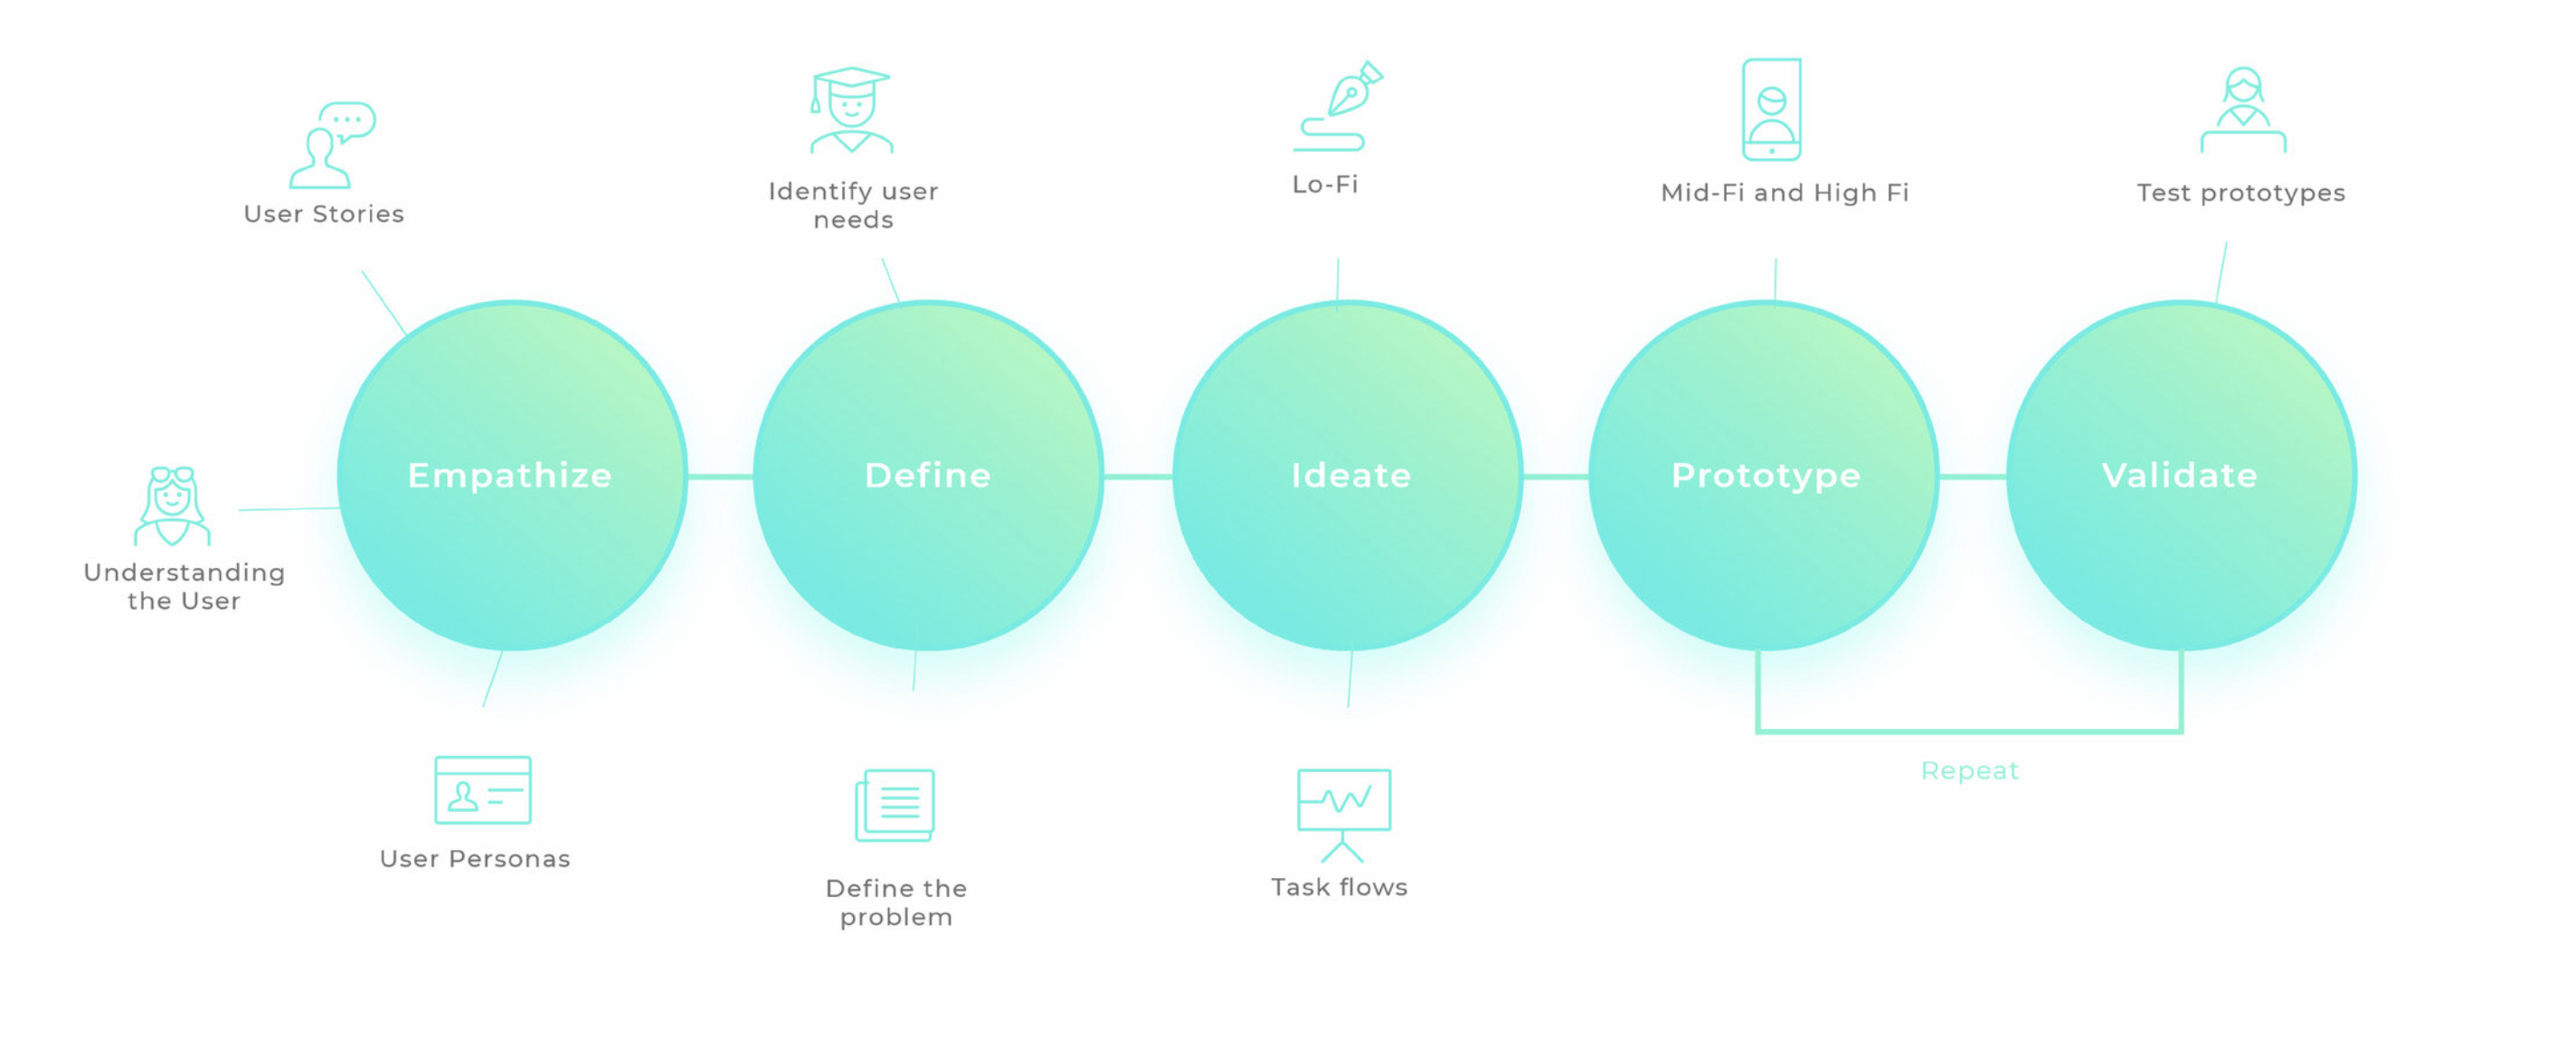 User Stories
Identify user
needs
Lo-Fi
Mid-Fi and High Fi
Test prototypes
Empathize
Define
Ideate
Prototype
Validate
Understanding
the User
User Personas
Define the
problem
Task flows
Repeat